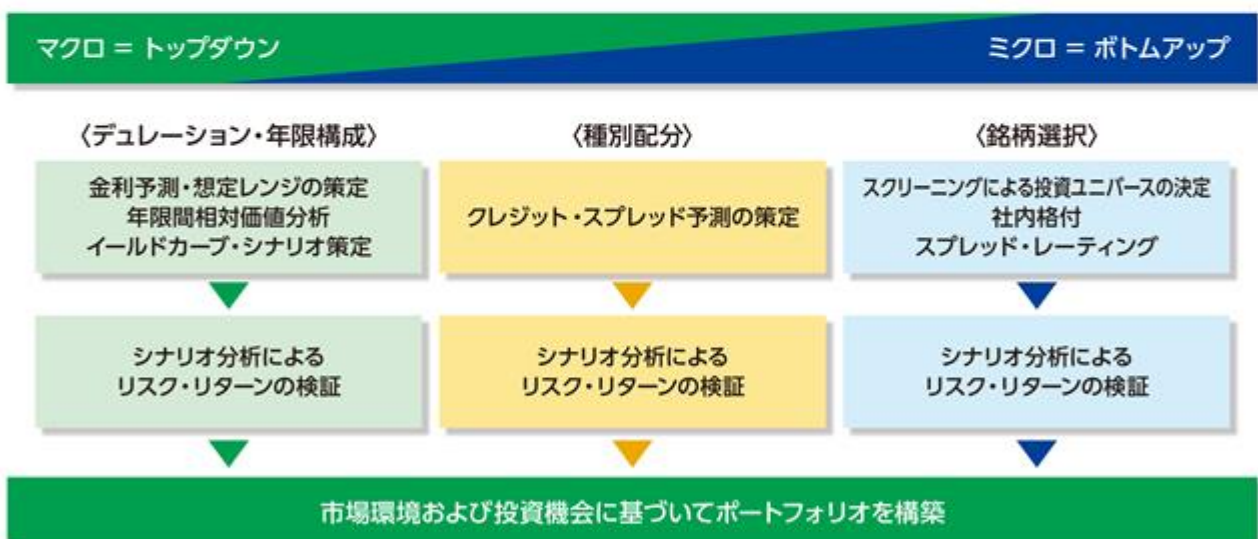 マクロ = トップダウン
ミクロ = ボトムアップ
〈デュレーション・年限構成〉
金利予測・想定レンジの策定
年限間相対価値分析
イールドカーブ・シナリオ策定
シナリオ分析による
リスク・リターンの検証
〈種別配分〉
クレジット・スプレッド予測の策定
シナリオ分析による
リスク・リターンの検証
〈銘柄選択〉
スクリーニングによる投資ユニバースの決定
社内格付
スプレッド・レーティング
シナリオ分析による
リスク・リターンの検証
市場環境および投資機会に基づいてポートフォリオを構築